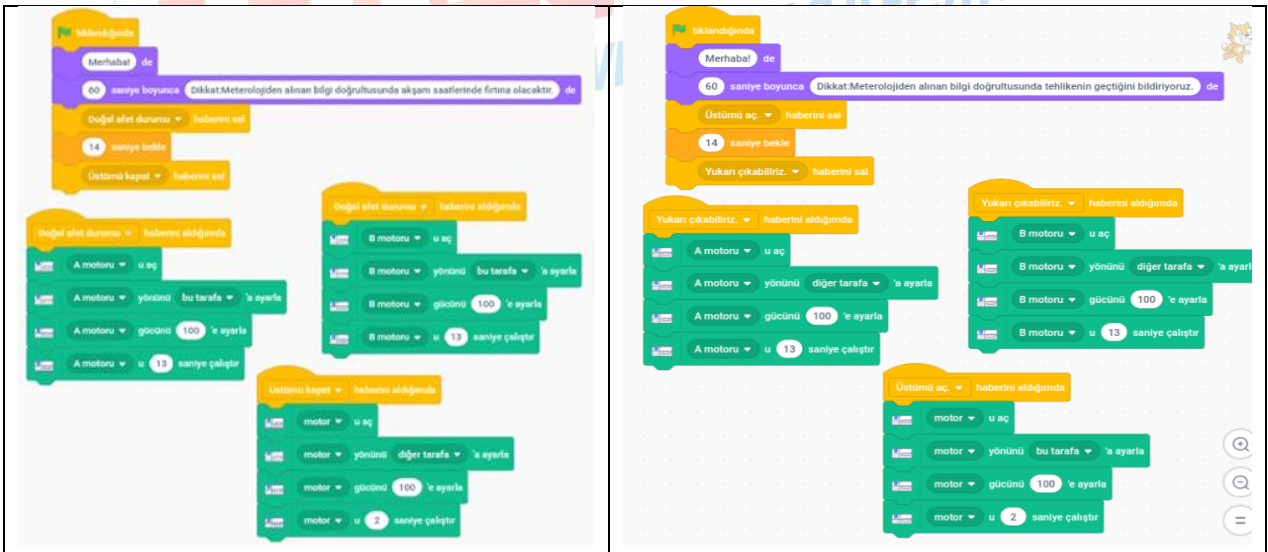 tıklandığında
Merhaba! de
60 saniye boyunca Dikkat:Meterolojiden alınan bilgi doğrultusunda akşam saatlerinde fırtına olacaktır. de
Doğal afet durumu haberini sal
14 saniye bekle
Üstümü kapat haberini sal
Doğal afet durumu haberini aldığımda
A motoru u aç
A motoru yönünü bu tarafa 'a ayarla
A motoru gücünü 100 'e ayarla
A motoru u 13 saniye çalıştır
Doğal afet durumu haberini aldığımda
B motoru u aç
B motoru yönünü bu tarafa 'a ayarla
B motoru gücünü 100 'e ayarla
B motoru u 13 saniye çalıştır
Üstümü kapat haberini aldığımda
motor u aç
motor yönünü diğer tarafa 'a ayarla
motor gücünü 100 'e ayarla
motor u 2 saniye çalıştır
tıklandığında
Merhaba! de
60 saniye boyunca Dikkat:Meterolojiden alınan bilgi doğrultusunda tehlikenin geçtiğini bildiriyoruz. de
Üstümü aç. haberini sal
14 saniye bekle
Yukarı çıkabiliriz. haberini sal
Yukarı çıkabiliriz. haberini aldığımda
A motoru u aç
A motoru yönünü diğer tarafa 'a ayarla
A motoru gücünü 100 'e ayarla
A motoru u 13 saniye çalıştır
Yukarı çıkabiliriz. haberini aldığımda
B motoru u aç
B motoru yönünü diğer tarafa 'a ayarl
B motoru gücünü 100 'e ayarla
B motoru u 13 saniye çalıştır
Üstümü aç. haberini aldığımda
motor u aç
motor yönünü bu tarafa 'a ayarla
motor gücünü 100 'e ayarla
motor u 2 saniye çalıştır